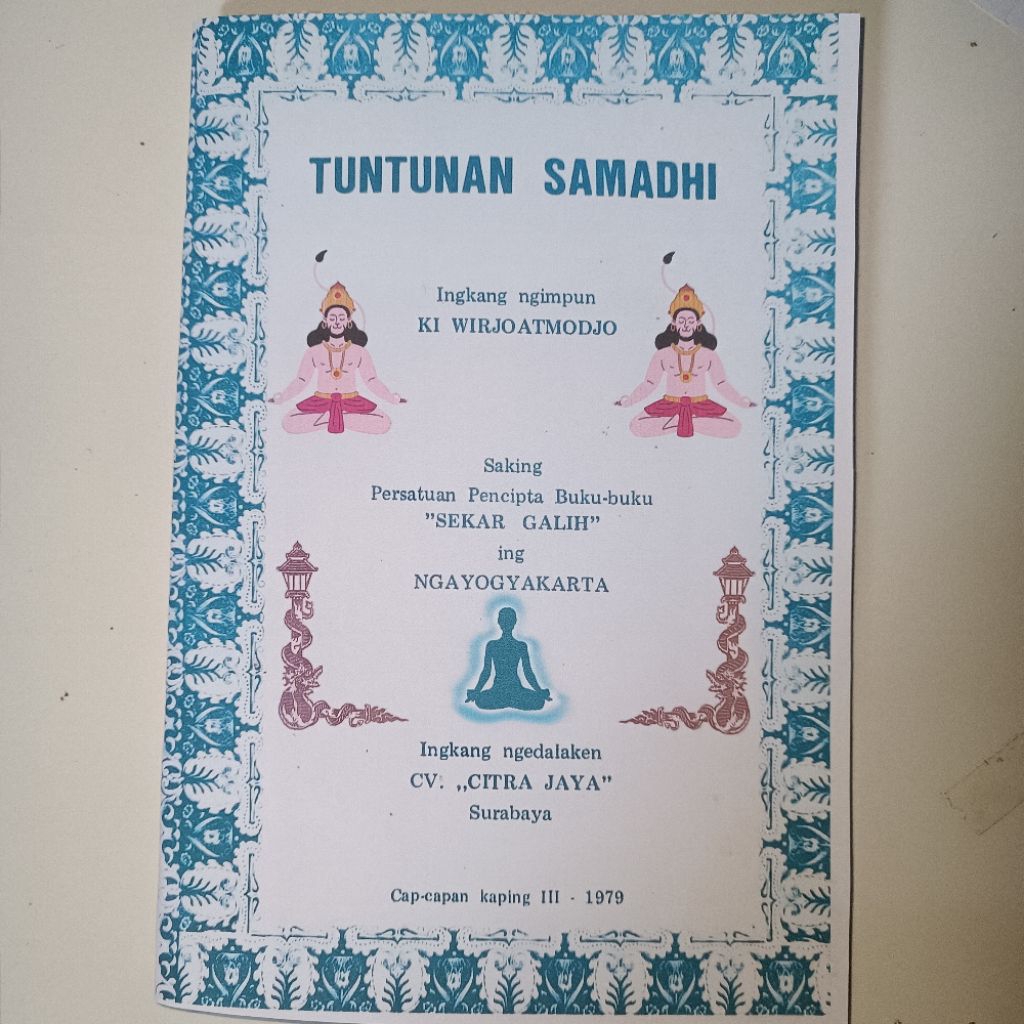 TUNTUNAN SAMADHI
Ingkang ngimpun
KI WIRJOATMODJO
Saking
Persatuan Pencipta Buku-buku
”SEKAR GALIH”
ing
NGAYOGYAKARTA
Ingkang ngedalaken
CV. „CITRA JAYA”
Surabaya
Cap-capan kaping III - 1979